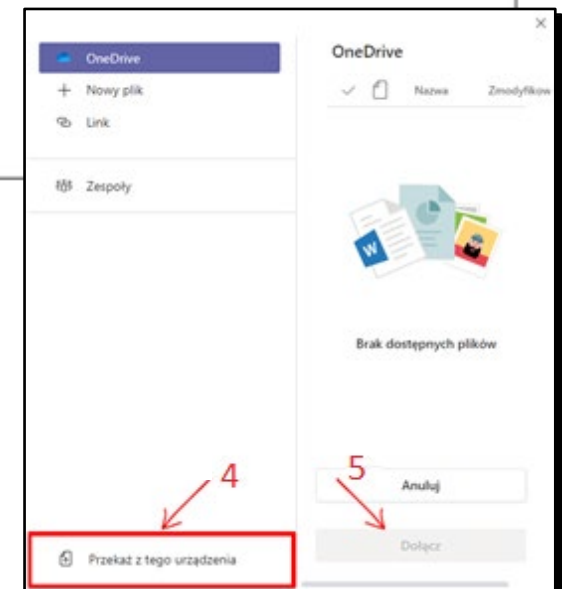 OneDrive
Nowy plik
Link
Zespoły
4
Przekaż z tego urządzenia
OneDrive
Nazwa Zmodyfikow
W
Brak dostępnych plików
5
Anuluj
Dołącz